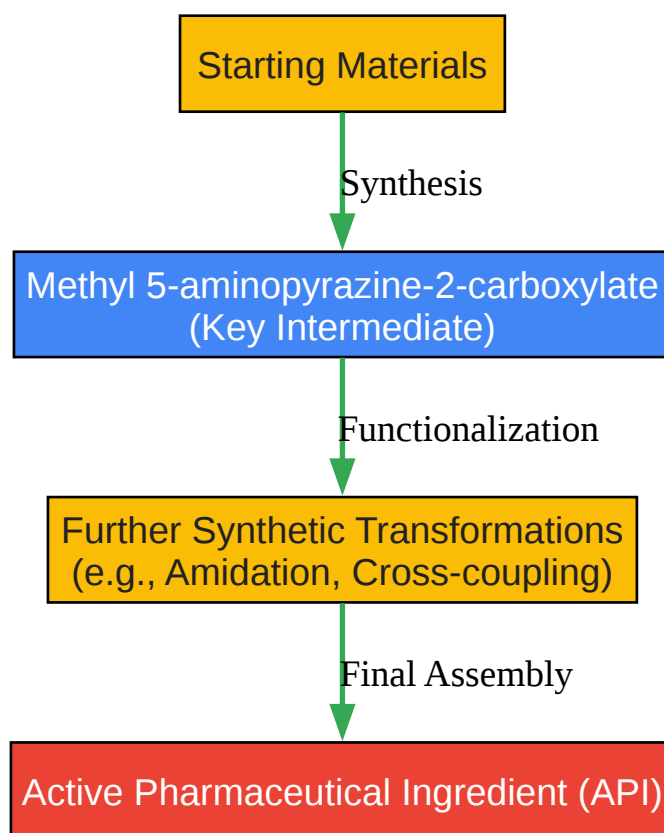 Starting Materials
Synthesis
Methyl 5-aminopyrazine-2-carboxylate
(Key Intermediate)
Functionalization
Further Synthetic Transformations
(e.g., Amidation, Cross-coupling)
Final Assembly
Active Pharmaceutical Ingredient (API)